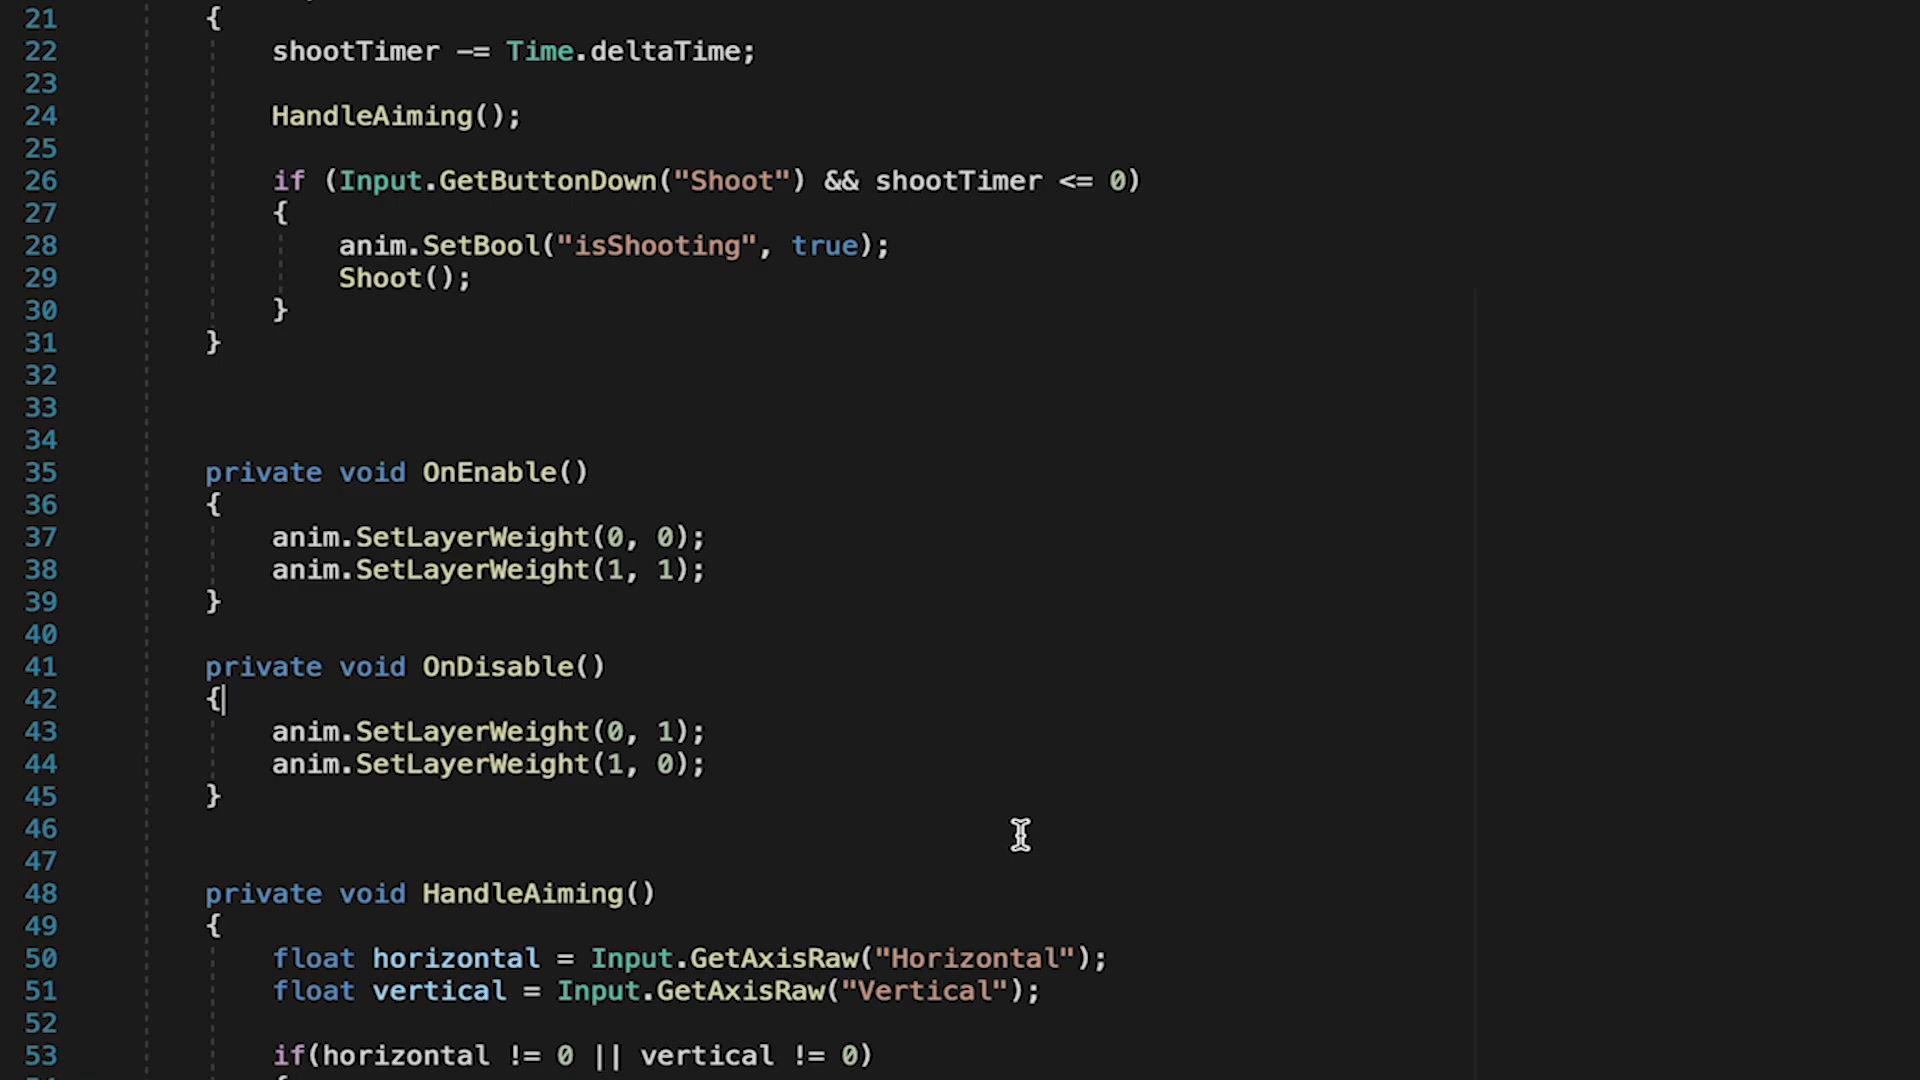 21 {
22 shootTimer -= Time.deltaTime;
23
24 HandleAiming();
25
26 if (Input.GetButtonDown("Shoot") && shootTimer <= 0)
27 {
28 anim.SetBool("isShooting", true);
29 Shoot();
30 }
31 }
32
33
34
35 private void OnEnable()
36 {
37 anim.SetLayerWeight(0, 0);
38 anim.SetLayerWeight(1, 1);
39 }
40
41 private void OnDisable()
42 {
43 anim.SetLayerWeight(0, 1);
44 anim.SetLayerWeight(1, 0);
45 }
46
47
48 private void HandleAiming()
49 {
50 float horizontal = Input.GetAxisRaw("Horizontal");
51 float vertical = Input.GetAxisRaw("Vertical");
52
53 if(horizontal != 0 || vertical != 0)